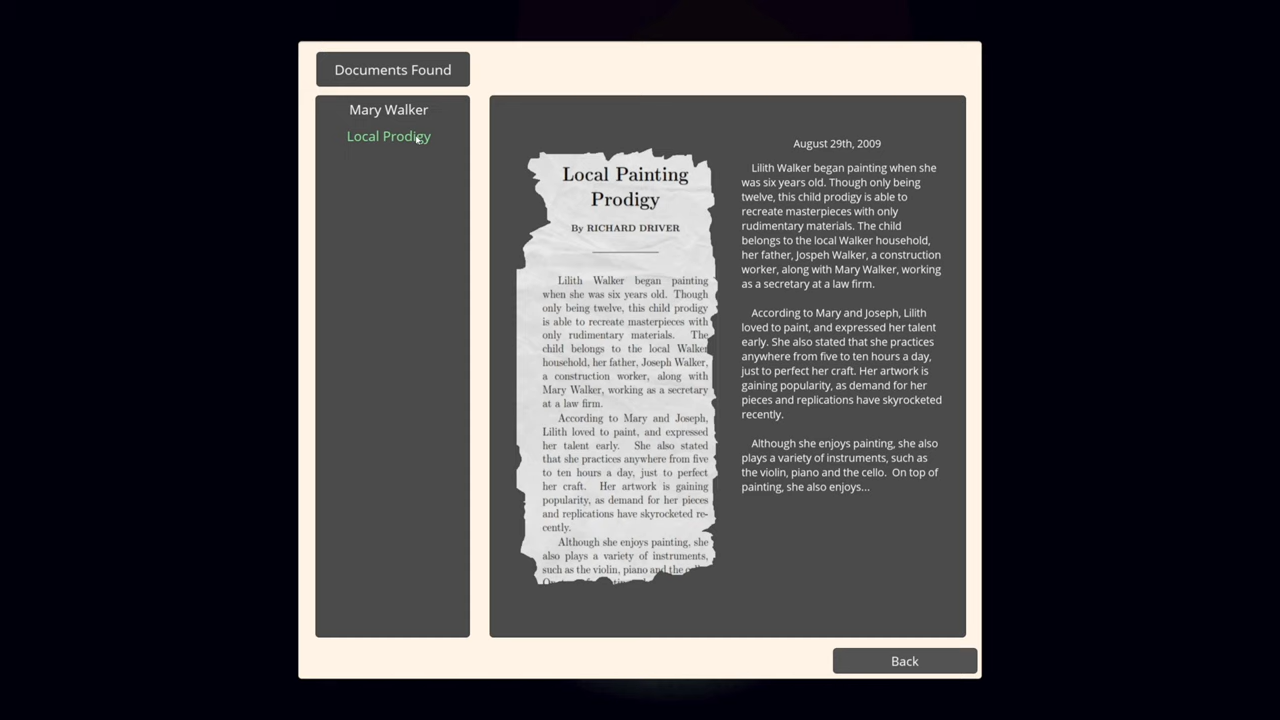 Documents Found
Mary Walker
Local Prodigy
Local Painting
Prodigy
By RICHARD DRIVER
Lilith Walker began painting
when she was six years old. Though
only being twelve, this child prodigy
is able to recreate masterpieces with
only rudimentary materials. The
child belongs to the local Walker
household, her father, Joseph Walker,
a construction worker, along with
Mary Walker, working as a secretary
at a law firm.
According to Mary and Joseph,
Lilith loved to paint, and expressed
her talent early. She also stated
that she practices anywhere from five
to ten hours a day, just to perfect
her craft. Her artwork is gaining
popularity, as demand for her pieces
and replications have skyrocketed re-
cently.
Although she enjoys painting, she
also plays a variety of instruments,
such as the violin, piano and the
August 29th, 2009
Lilith Walker began painting when she
was six years old. Though only being
twelve, this child prodigy is able to
recreate masterpieces with only
rudimentary materials. The child
belongs to the local Walker household,
her father, Jospeh Walker, a construction
worker, along with Mary Walker, working
as a secretary at a law firm.
According to Mary and Joseph, Lilith
loved to paint, and expressed her talent
early. She also stated that she practices
anywhere from five to ten hours a day,
just to perfect her craft. Her artwork is
gaining popularity, as demand for her
pieces and replications have skyrocketed
recently.
Although she enjoys painting, she also
plays a variety of instruments, such as
the violin, piano and the cello. On top of
painting, she also enjoys...
Back